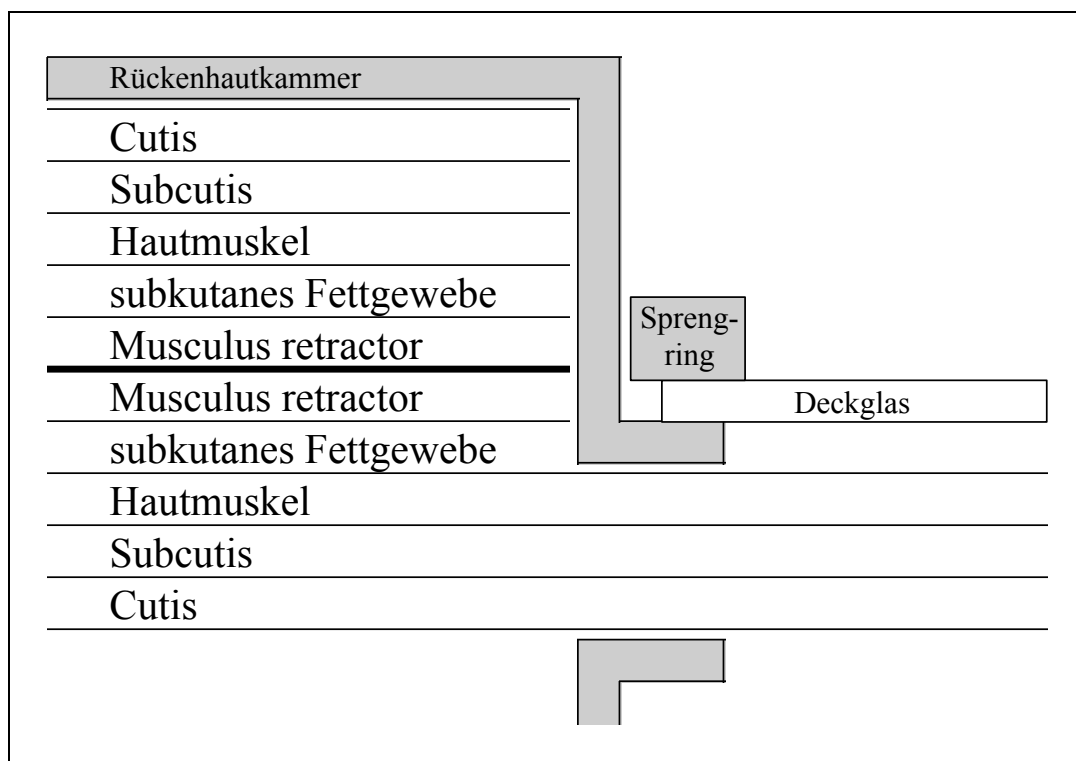 Rückenhautkammer
Cutis
Subcutis
Hautmuskel
subkutanes Fettgewebe
Musculus retractor
Spreng-
ring
Musculus retractor
Deckglas
subkutanes Fettgewebe
Hautmuskel
Subcutis
Cutis